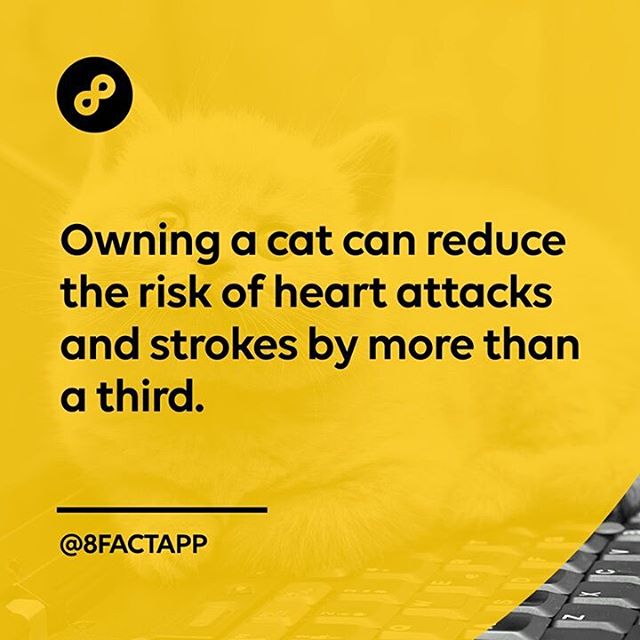 Owning a cat can reduce
the risk of heart attacks
and strokes by more than
a third.
@8FACTAPP